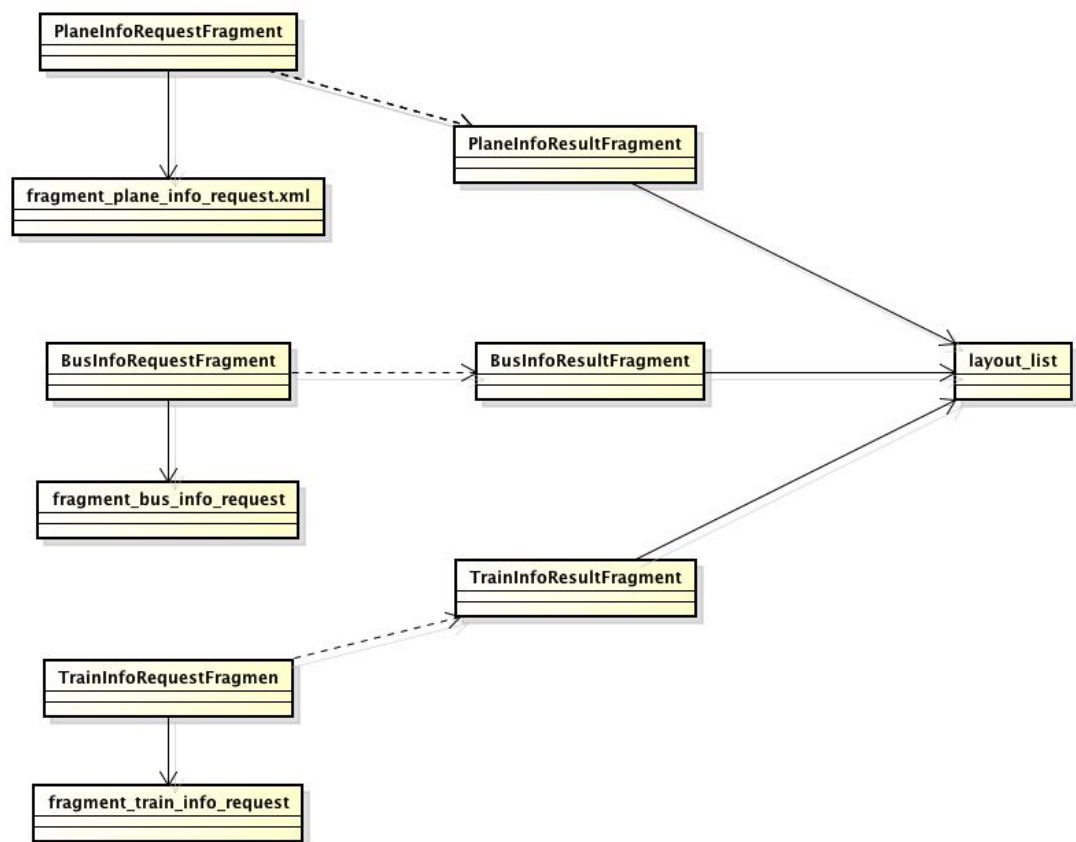 PlaneInfoRequestFragment
PlaneInfoResultFragment
fragment_plane_info_request.xml
BusInfoRequestFragment
BusInfoResultFragment
layout_list
fragment_bus_info_request
TrainInfoResultFragment
TrainInfoRequestFragmen
fragment_train_info_request